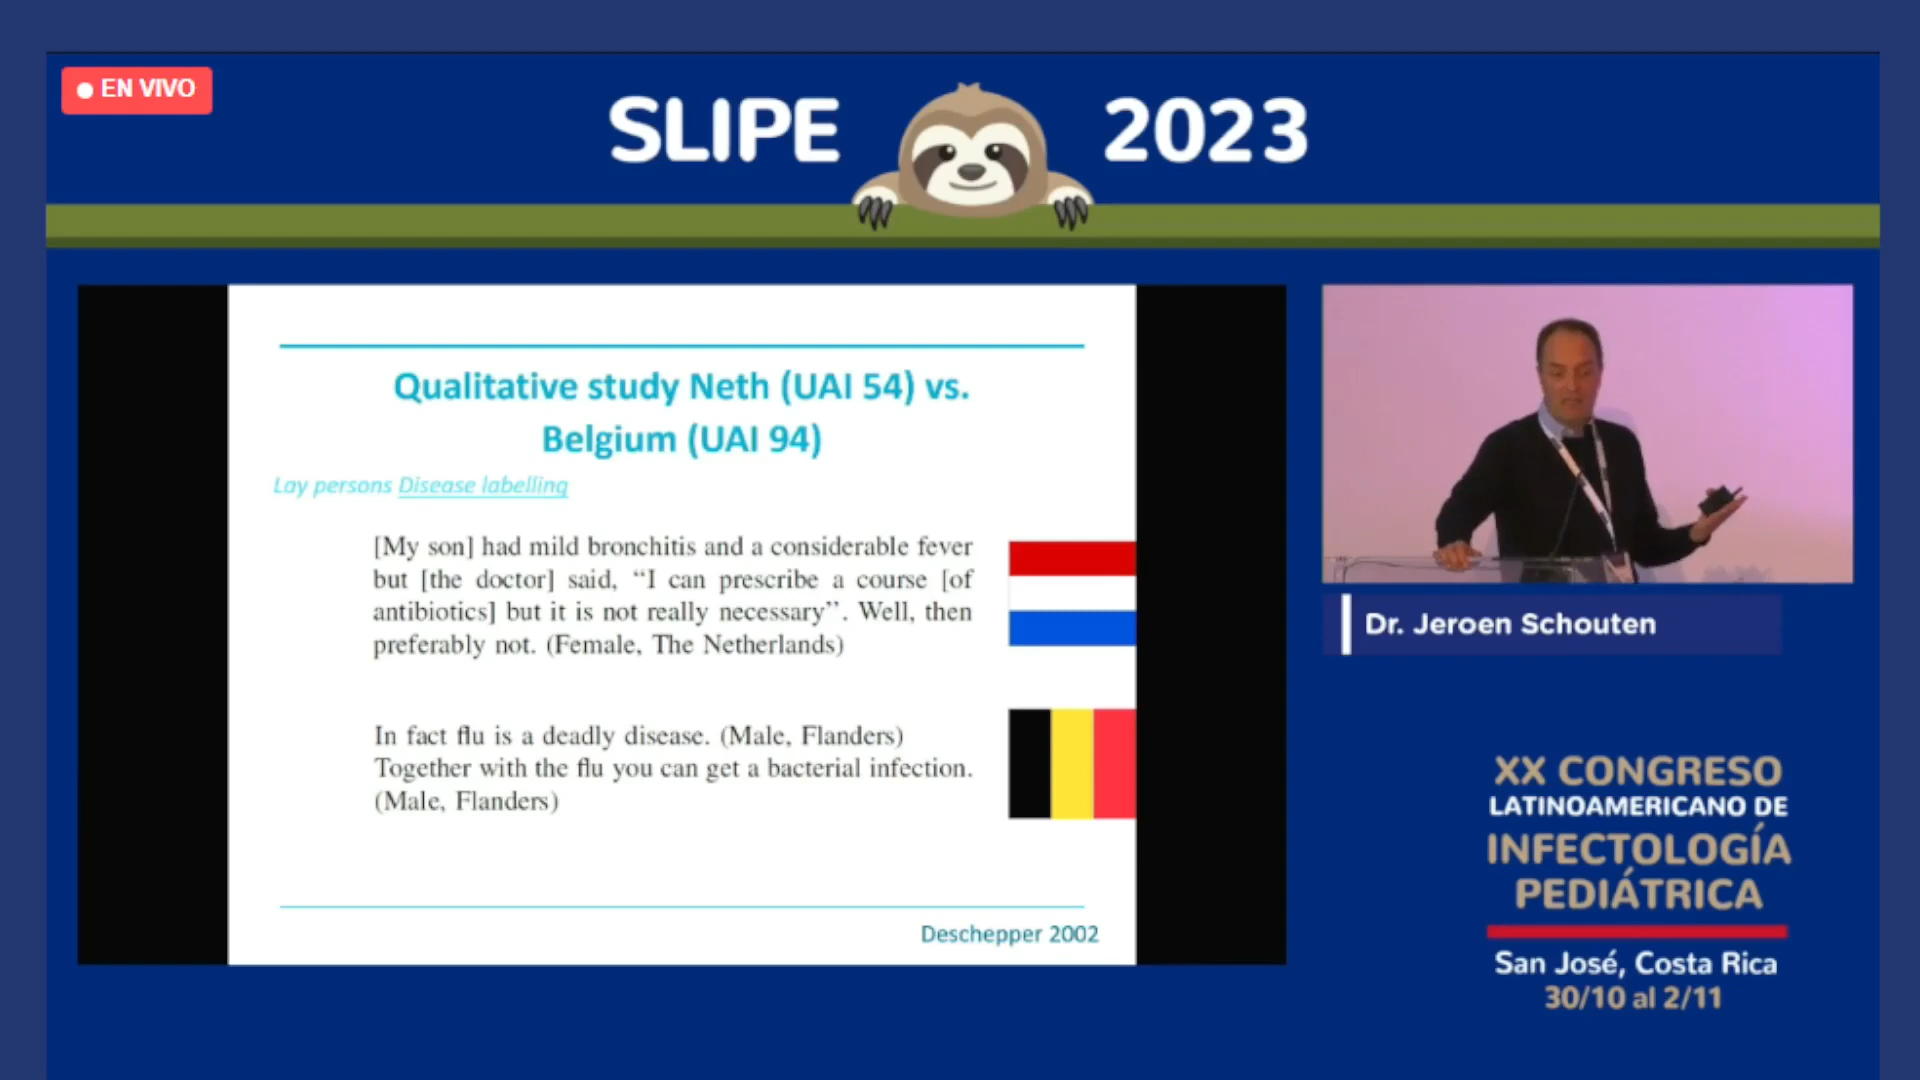 EN VIVO
SLIPE 2023
Qualitative study Neth (UAI 54) vs.
Belgium (UAI 94)
Lay persons Disease labelling
[My son] had mild bronchitis and a considerable fever
but [the doctor] said, “I can prescribe a course [of
antibiotics] but it is not really necessary’’. Well, then
preferably not. (Female, The Netherlands)
In fact flu is a deadly disease. (Male, Flanders)
Together with the flu you can get a bacterial infection.
(Male, Flanders)
Deschepper 2002
Dr. Jeroen Schouten
XX CONGRESO
LATINOAMERICANO DE
INFECTOLOGÍA
PEDIÁTRICA
San José, Costa Rica
30/10 al 2/11